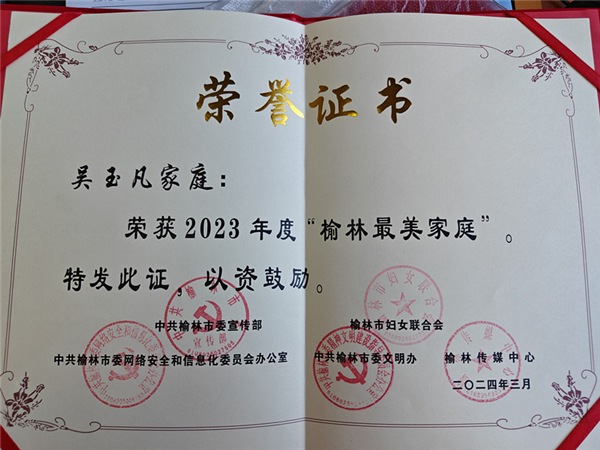 荣誉证书
吴玉凡家庭：
荣获2023年度“榆林最美家庭”。
特发此证，以资鼓励。
中共榆林市委宣传部
榆林市妇女联合会
中共榆林市委网络安全和信息化委员会办公室
中共榆林市委文明办
榆林传媒中心
二〇二四年三月
宣传部